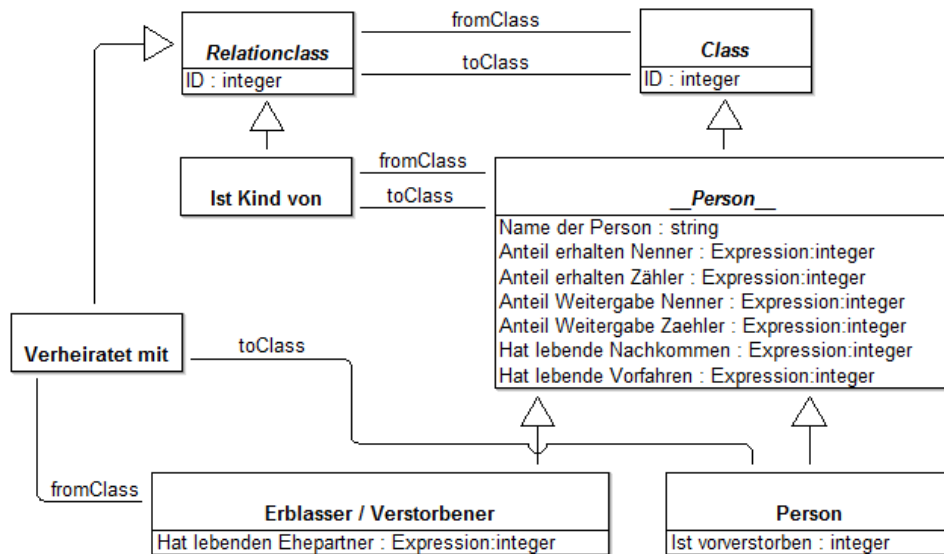 fromClass
Relationclass
Class
toClass
ID : integer
ID : integer
fromClass
Ist Kind von
toClass
__Person__
Name der Person : string
Anteil erhalten Nenner : Expression:integer
Anteil erhalten Zähler : Expression:integer
Anteil Weitergabe Nenner : Expression:integer
Anteil Weitergabe Zaehler : Expression:integer
Hat lebende Nachkommen : Expression:integer
Hat lebende Vorfahren : Expression:integer
Verheiratet mit
toClass
fromClass
Erblasser / Verstorbener
Hat lebenden Ehepartner : Expression:integer
Person
Ist vorverstorben : integer